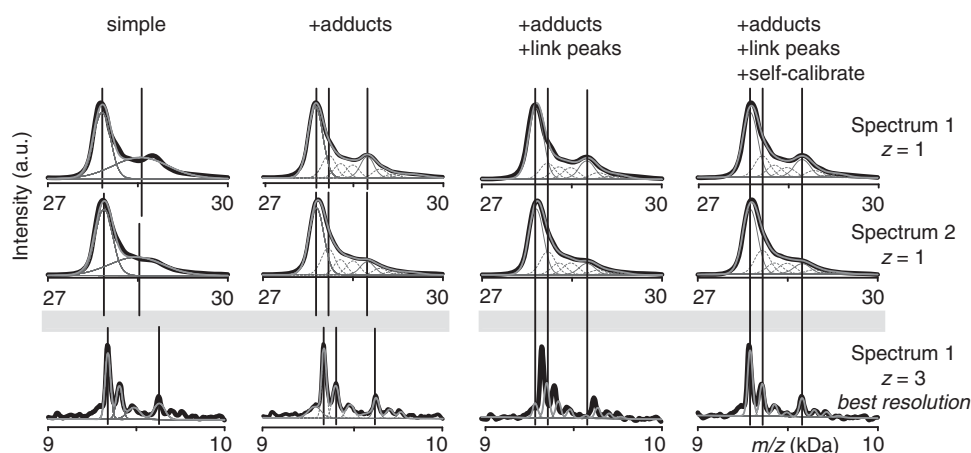 simple
+adducts
+adducts
+link peaks
+adducts
+link peaks
+self-calibrate
Intensity (a.u.)
Spectrum 1
z = 1
27 30 27 30 27 30 27 30
Spectrum 2
z = 1
27 30 27 30 27 30 27 30
Spectrum 1
z = 3
best resolution
9 10 9 10 9 10 9 m/z (kDa) 10